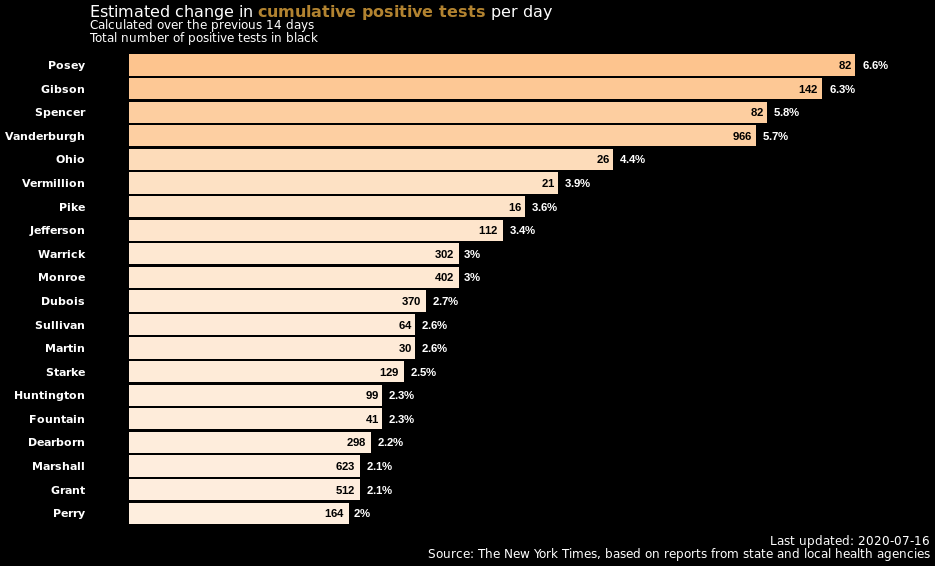 Estimated change in cumulative positive tests per day
Calculated over the previous 14 days
Total number of positive tests in black
Posey 82 6.6%
Gibson 142 6.3%
Spencer 82 5.8%
Vanderburgh 966 5.7%
Ohio 26 4.4%
Vermillion 21 3.9%
Pike 16 3.6%
Jefferson 112 3.4%
Warrick 302 3%
Monroe 402 3%
Dubois 370 2.7%
Sullivan 64 2.6%
Martin 30 2.6%
Starke 129 2.5%
Huntington 99 2.3%
Fountain 41 2.3%
Dearborn 298 2.2%
Marshall 623 2.1%
Grant 512 2.1%
Perry 164 2%
Last updated: 2020-07-16
Source: The New York Times, based on reports from state and local health agencies